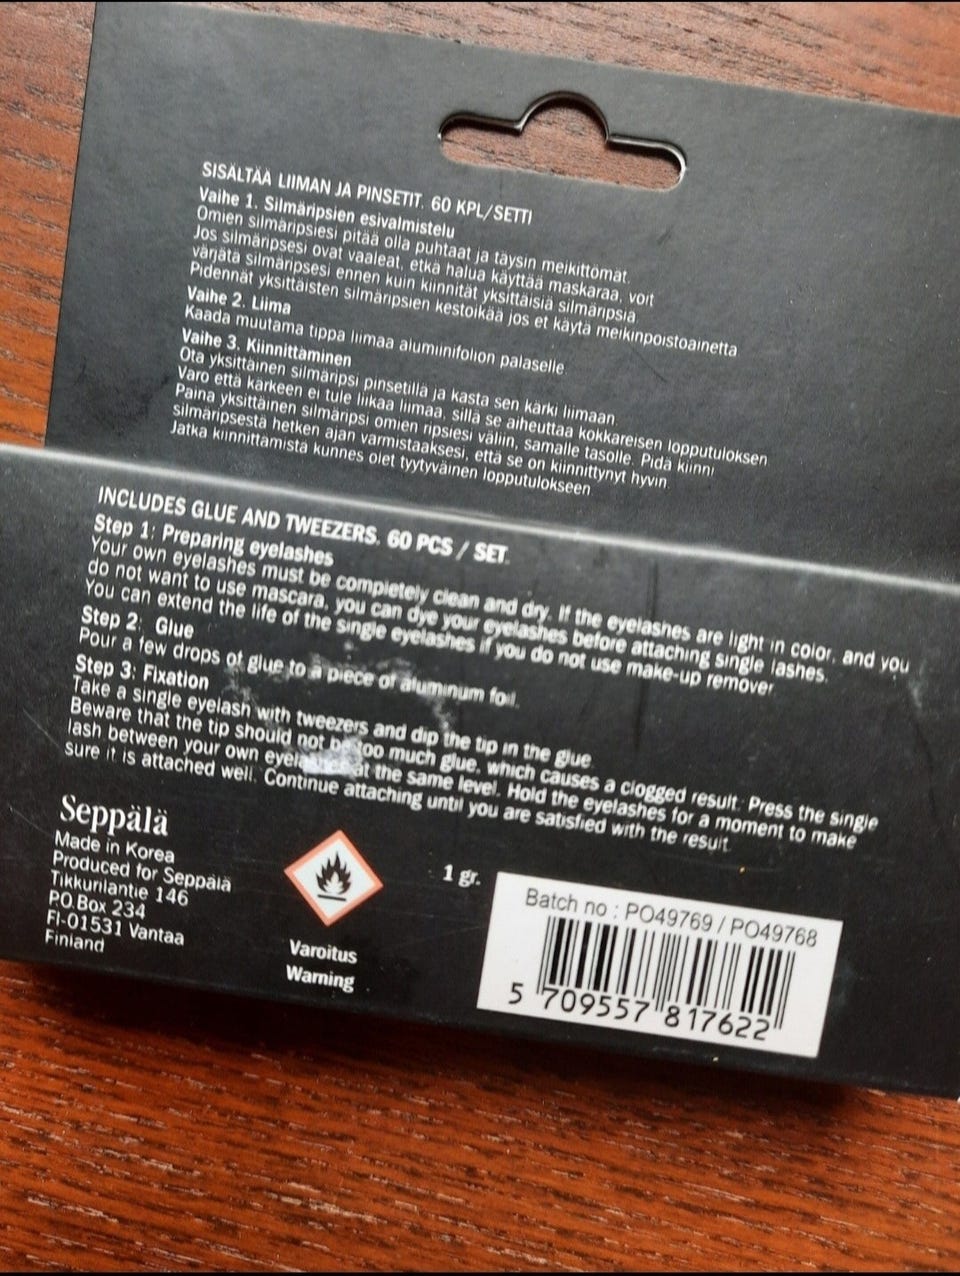 SISÄLTÄÄ LIIMAN JA PINSETIT. 60 KPL/SETTI
Vaihe 1. Silmäripsien esivalmistelu
Omien silmäripsiesi pitää olla puhtaat ja täysin meikittömät.
Jos silmäripsesi ovat vaaleat, etkä halua käyttää maskaraa, voit
värjätä silmäripsesi ennen kuin kiinnität yksittäisiä silmäripsiä
Pidennät yksittäisten silmäripsien kestoikää jos et käytä meikinpoistoainetta
Vaihe 2. Liima
Kaada muutama tippa liimaa alumiinifolion palaselle
Vaihe 3. Kiinnittäminen
Ota yksittäinen silmäripsi pinsetillä ja kasta sen kärki liimaan.
Varo että kärkeen ei tule liikaa liimaa, sillä se aiheuttaa kokkareisen lopputuloksen
Paina yksittäinen silmäripsi omien ripsiesi väliin, samalle tasolle. Pidä kiinni
silmäripsestä hetken ajan varmistaaksesi, että se on kiinnittynyt hyvin.
Jatka kiinnittämistä kunnes olet tyytyväinen lopputulokseen
INCLUDES GLUE AND TWEEZERS. 60 PCS / SET.
Step 1: Preparing eyelashes
Your own eyelashes must be completely clean and dry. If the eyelashes are light in color, and you
do not want to use mascara, you can dye your eyelashes before attaching single lashes.
You can extend the life of the single eyelashes if you do not use make-up remover
Step 2: Glue
Pour a few drops of glue to a piece of aluminum foil.
Step 3: Fixation
Take a single eyelash with tweezers and dip the tip in the glue.
Beware that the tip should not too much glue, which causes a clogged result. Press the single
lash between your own at the same level. Hold the eyelashes for a moment to make
sure it is attached well. Continue attaching until you are satisfied with the result.
Seppälä
Made in Korea
Produced for Seppälä
Tikkurilantie 146
P.O.Box 234
FI-01531 Vantaa
Finland
Varoitus
Warning
1 gr.
Batch no : PO49769 / PO49768
5 709557 817622